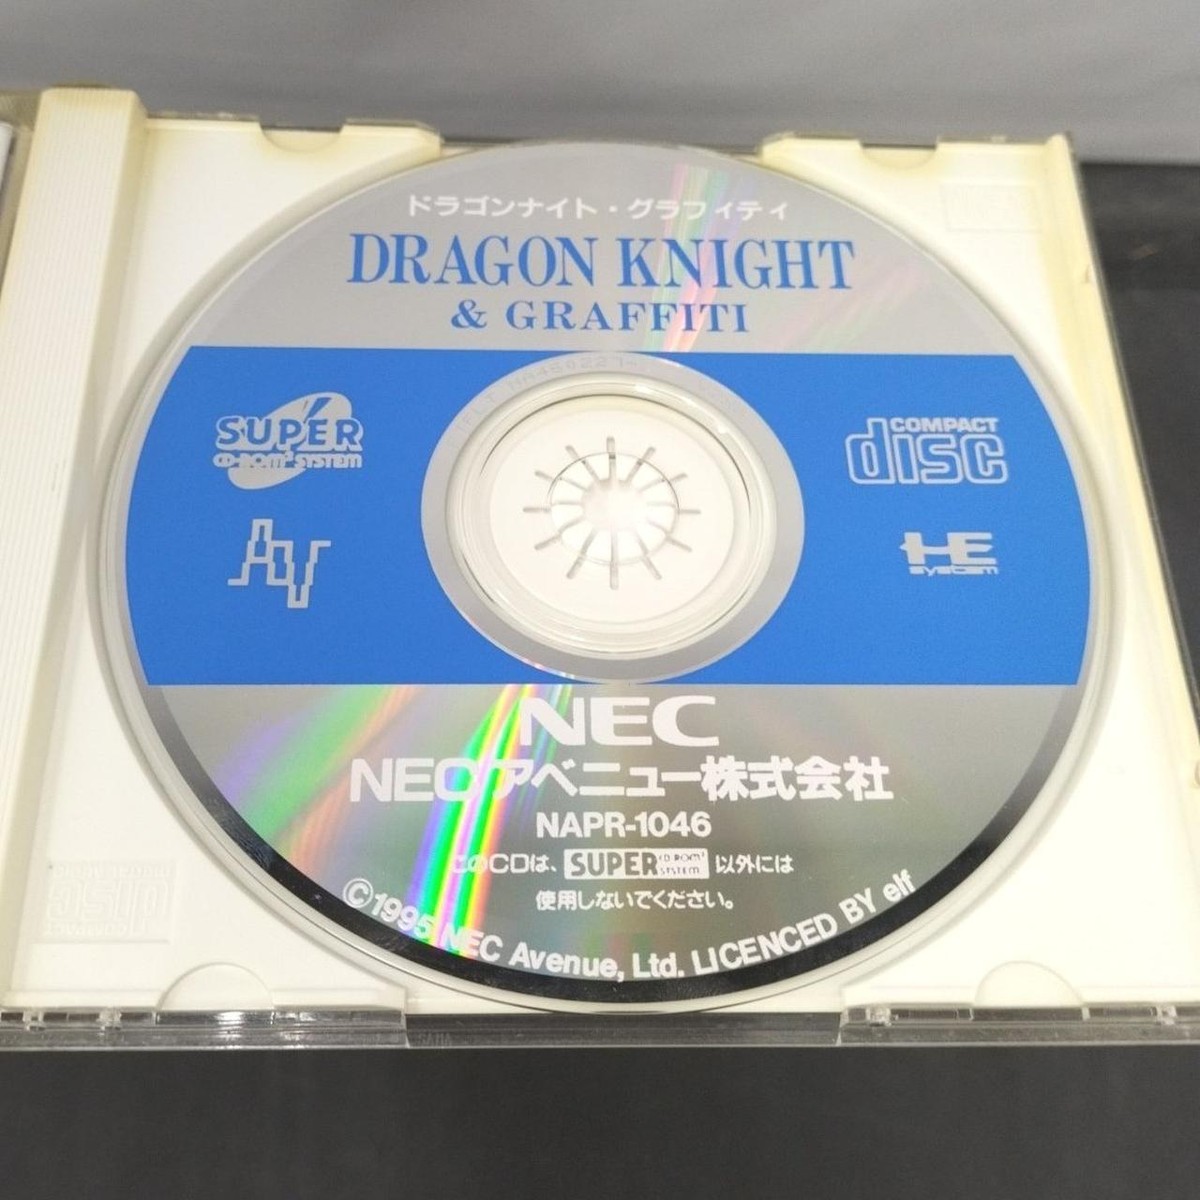 ドラゴンナイト・グラフィティ
DRAGON KNIGHT
& GRAFFITI
SUPER
CD-ROM² SYSTEM
COMPACT
disc
AV
HE
system
NEC
NECアベニュー株式会社
NAPR-1046
このCDは、SUPER CD-ROM² SYSTEM 以外には
使用しないでください。
©1995 NEC Avenue, Ltd. LICENCED BY elf